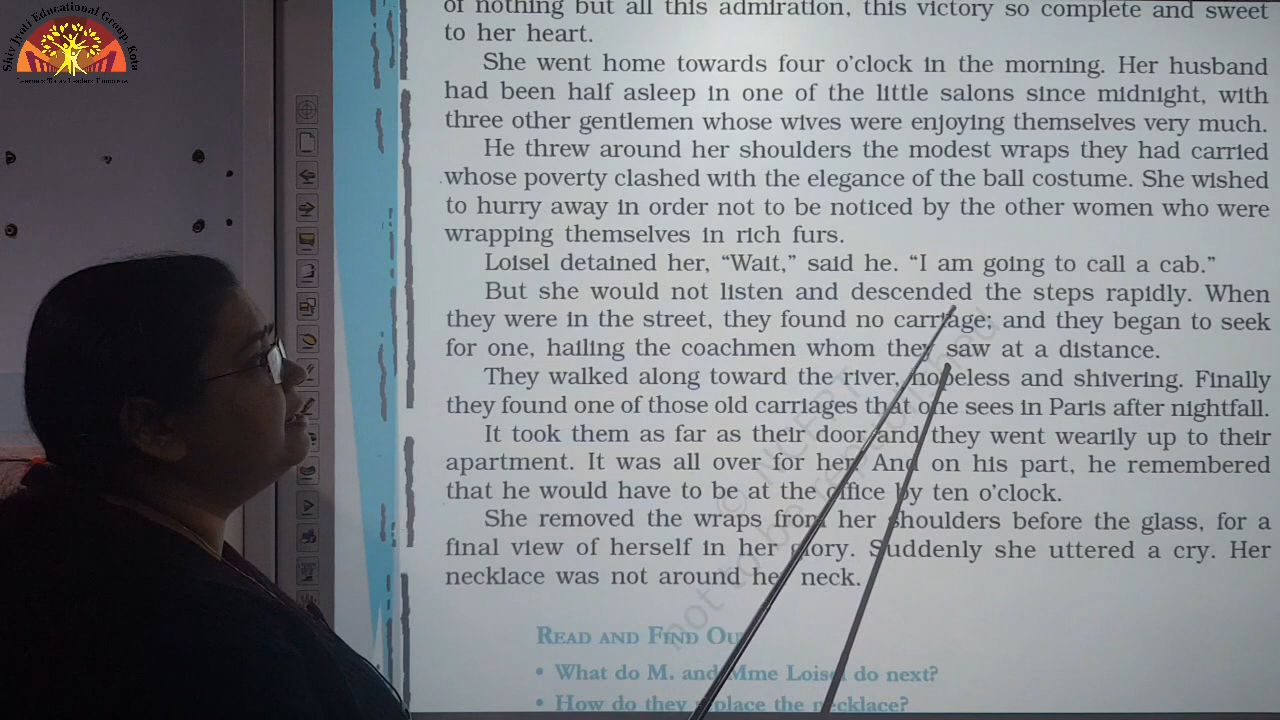 Shiv Jyoti Educational Group, Kota
of nothing but all this admiration, this victory so complete and sweet
to her heart.
She went home towards four o'clock in the morning. Her husband
had been half asleep in one of the little salons since midnight, with
three other gentlemen whose wives were enjoying themselves very much.
He threw around her shoulders the modest wraps they had carried
whose poverty clashed with the elegance of the ball costume. She wished
to hurry away in order not to be noticed by the other women who were
wrapping themselves in rich furs.
Loisel detained her, “Wait,” said he. “I am going to call a cab.”
But she would not listen and descended the steps rapidly. When
they were in the street, they found no carriage; and they began to seek
for one, hailing the coachmen whom they saw at a distance.
They walked along toward the river, hopeless and shivering. Finally
they found one of those old carriages that one sees in Paris after nightfall.
It took them as far as their door and they went wearily up to their
apartment. It was all over for her. And on his part, he remembered
that he would have to be at the office by ten o'clock.
She removed the wraps from her shoulders before the glass, for a
final view of herself in her glory. Suddenly she uttered a cry. Her
necklace was not around her neck.
READ AND FIND OUT
• What do M. and Mme Loisel do next?
• How do they replace the necklace?